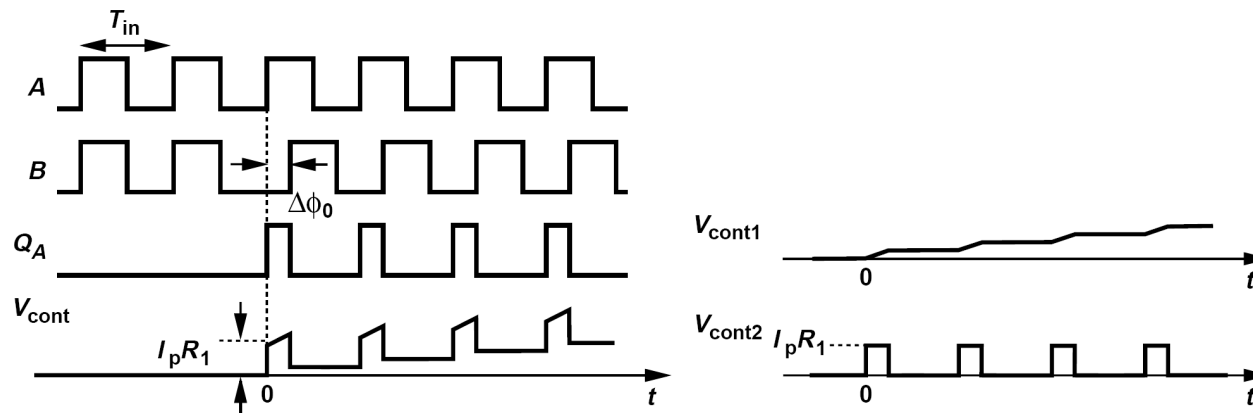 T_in
A
B
Δϕ_0
Q_A
V_cont
I_pR_1
0
t
V_cont1
0
t
V_cont2
I_pR_1
0
t